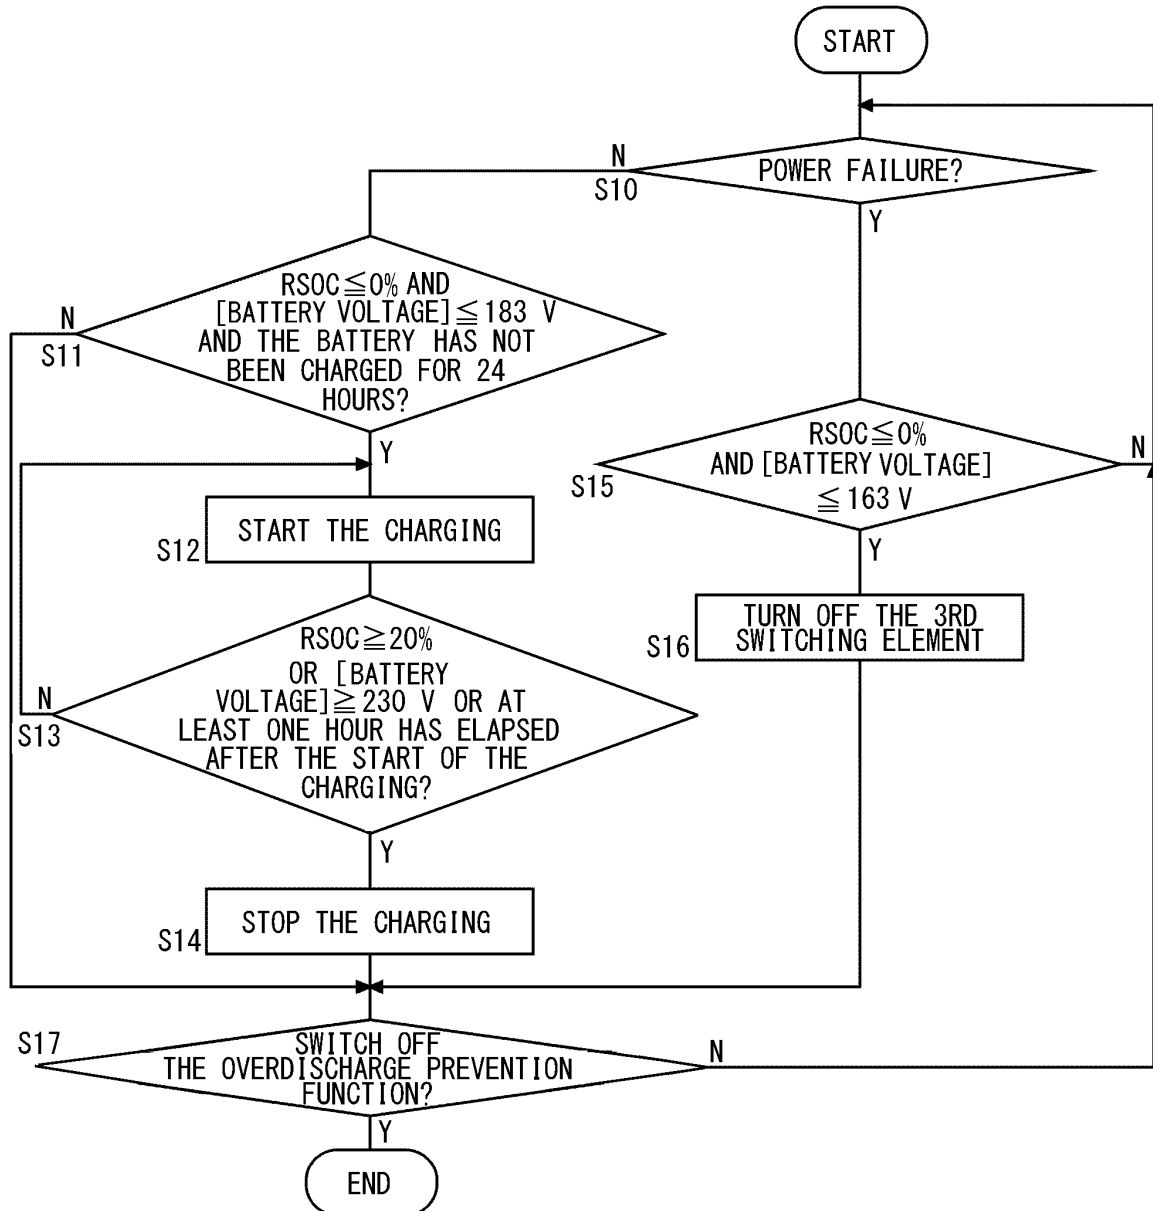 START
POWER FAILURE?
N
S10
Y
RSOC≦0% AND
[BATTERY VOLTAGE]≦183 V
AND THE BATTERY HAS NOT
BEEN CHARGED FOR 24
HOURS?
N
S11
Y
RSOC≦0%
AND [BATTERY VOLTAGE]
≦163 V
N
S15
Y
START THE CHARGING
S12
TURN OFF THE 3RD
SWITCHING ELEMENT
S16
RSOC≧20%
OR [BATTERY
VOLTAGE]≧230 V OR AT
LEAST ONE HOUR HAS ELAPSED
AFTER THE START OF THE
CHARGING?
N
S13
Y
STOP THE CHARGING
S14
S17
SWITCH OFF
THE OVERDISCHARGE PREVENTION
FUNCTION?
N
Y
END